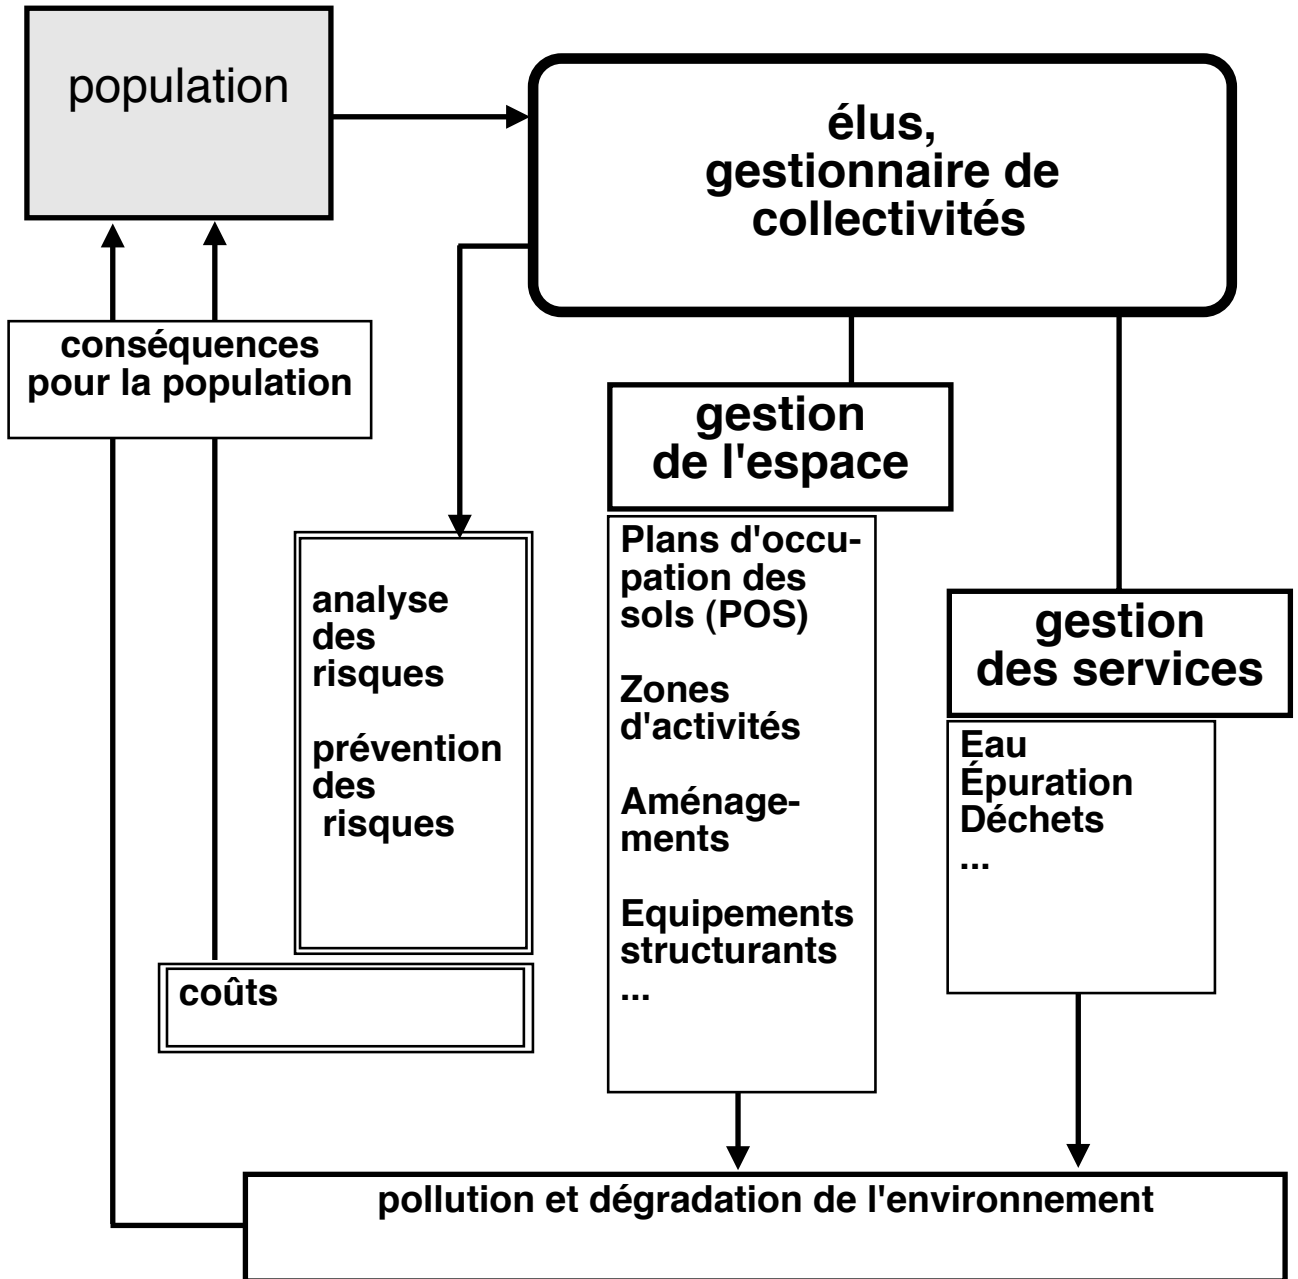 population
élus,
gestionnaire de
collectivités
conséquences
pour la population
gestion
de l'espace
Plans d'occu-
pation des
sols (POS)
Zones
d'activités
Aménage-
ments
Equipements
structurants
...
analyse
des
risques
prévention
des
risques
gestion
des services
Eau
Épuration
Déchets
...
coûts
pollution et dégradation de l'environnement